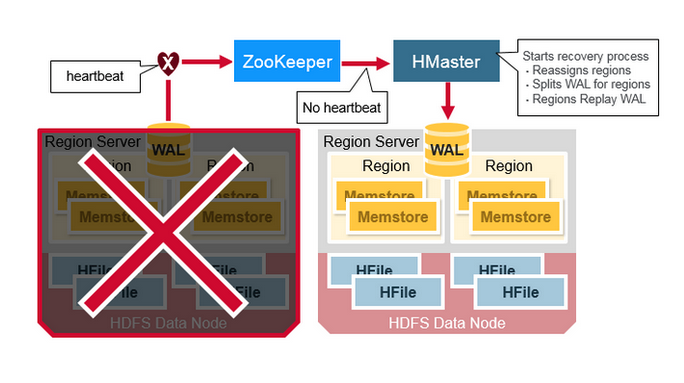 heartbeat
X
ZooKeeper
No heartbeat
HMaster
Starts recovery process
• Reassigns regions
• Splits WAL for regions
• Regions Replay WAL
Region Server
WAL
Region
Memstore
Memstore
Memstore
Memstore
HFile
HFile
HFile
HFile
HDFS Data Node
Region Server
WAL
Region
Region
Memstore
Memstore
Memstore
Memstore
HFile
HFile
HFile
HFile
HDFS Data Node